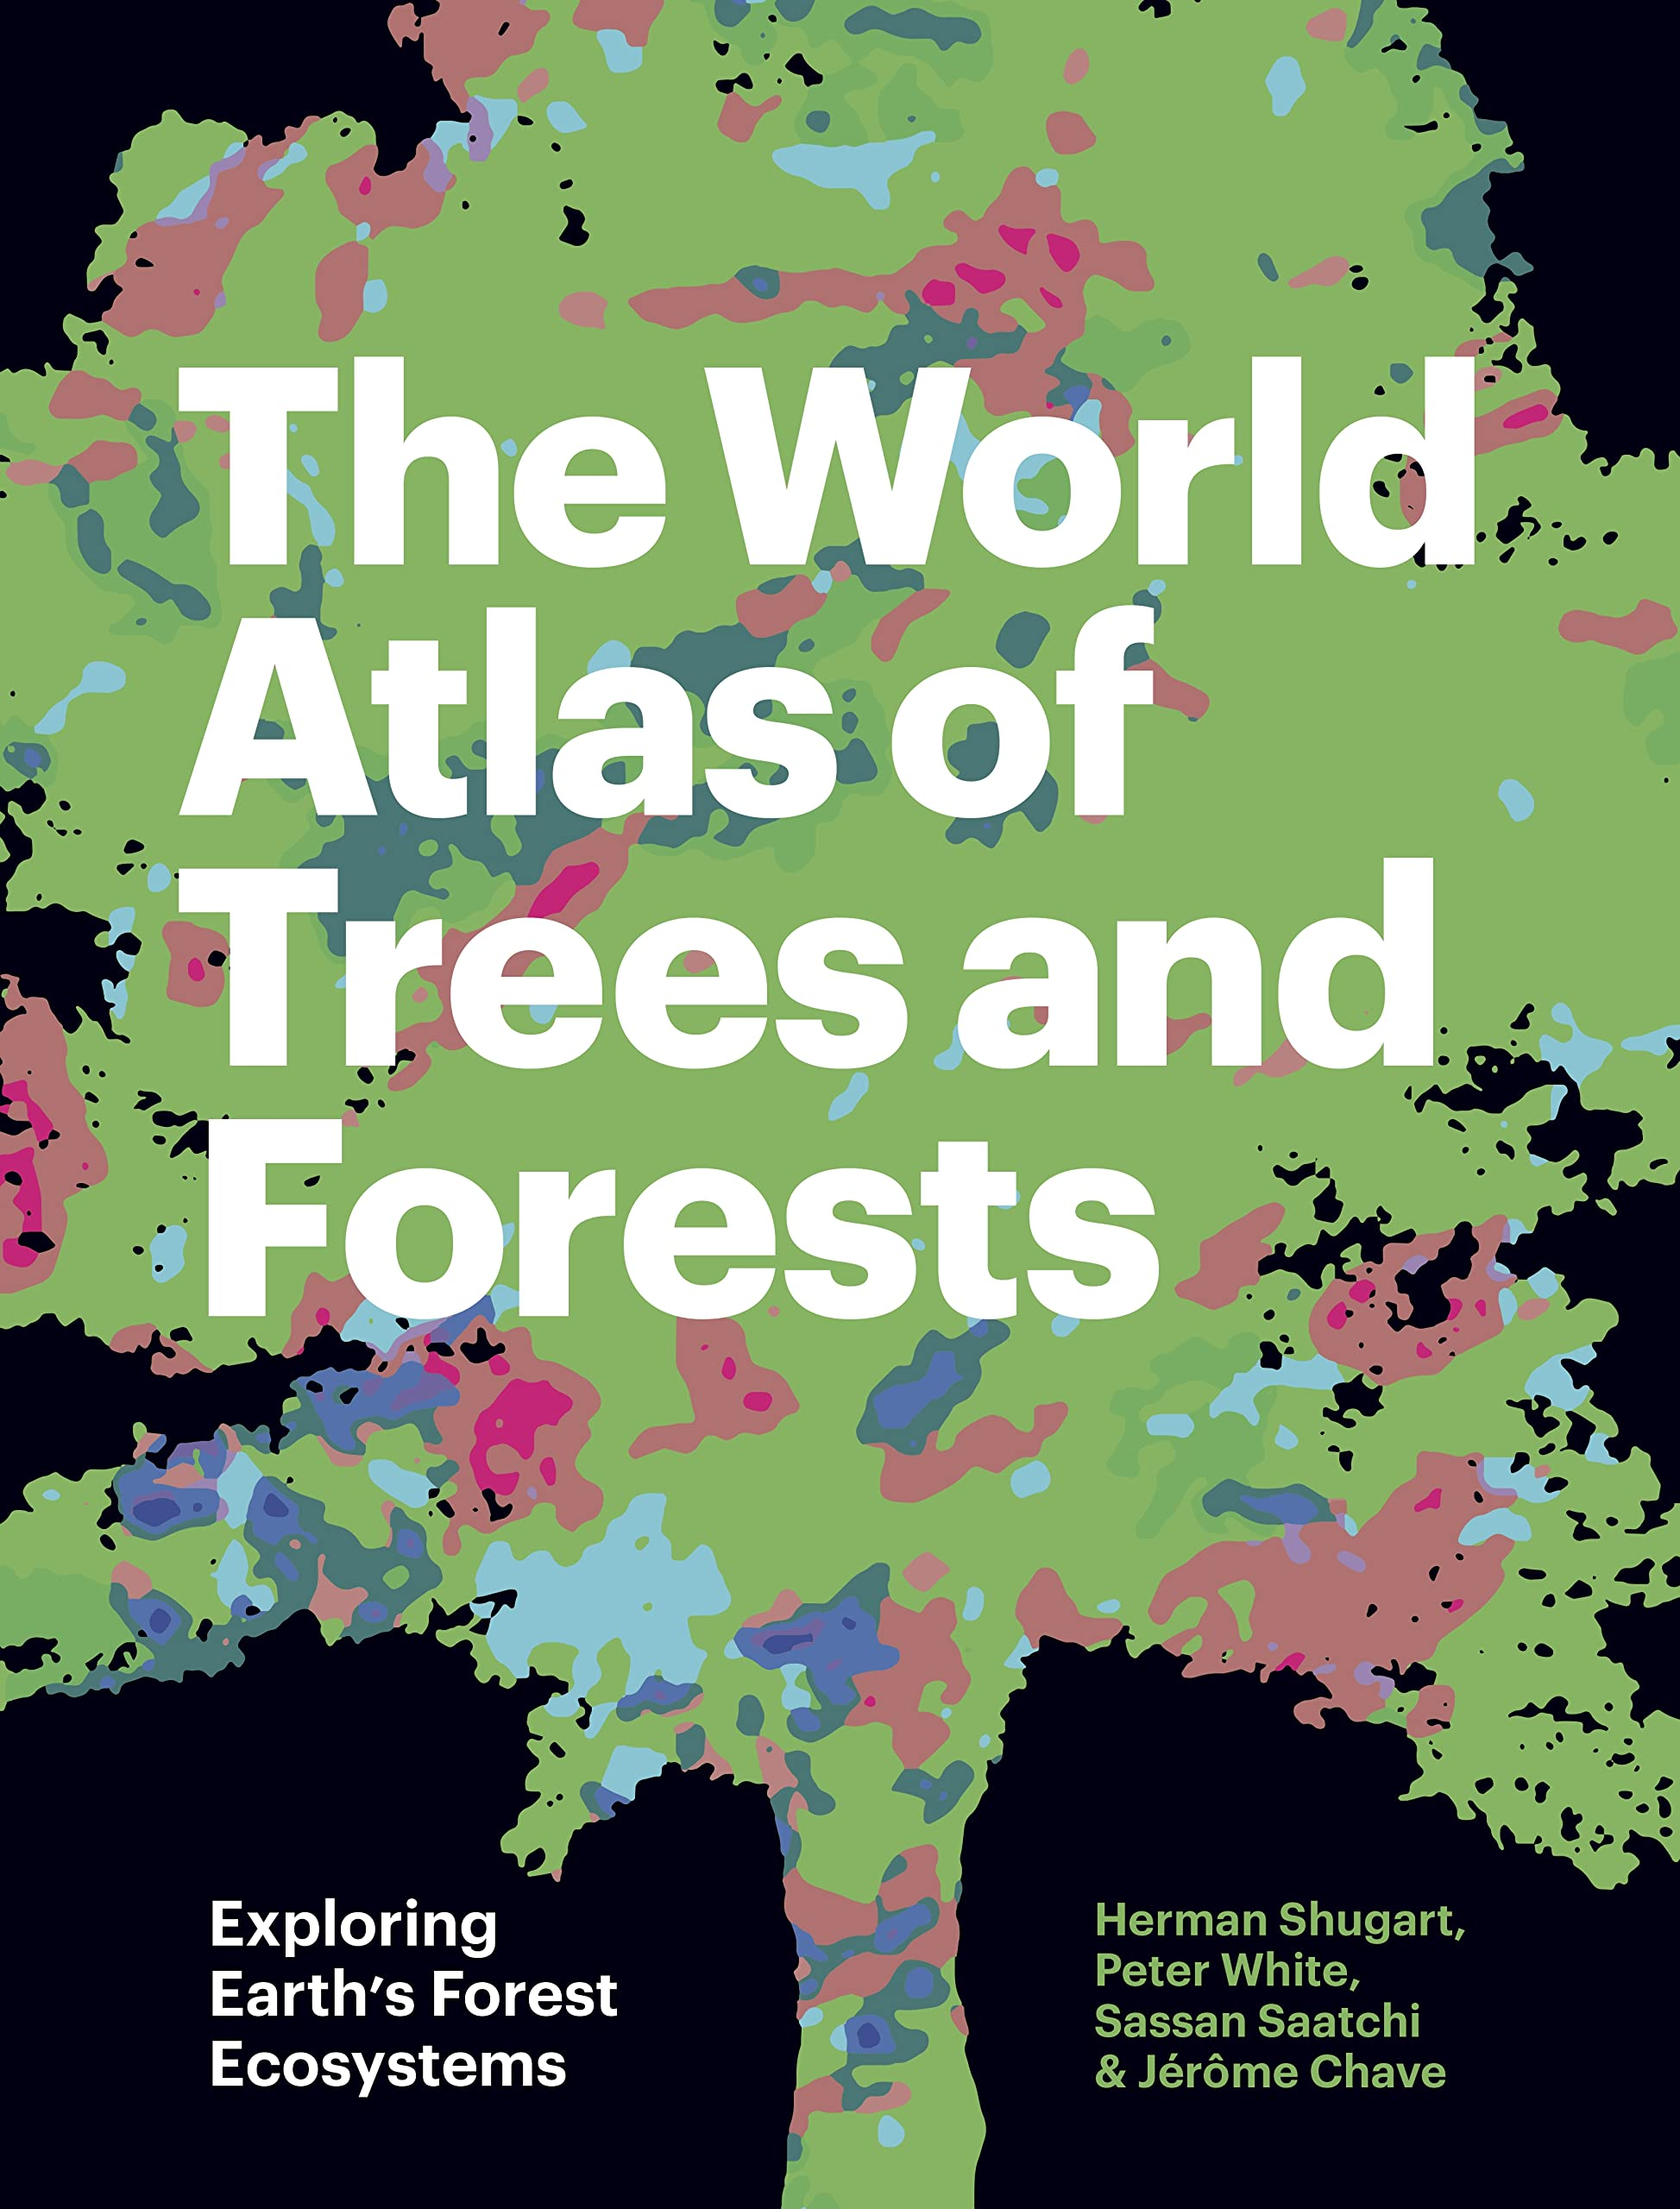 The World
Atlas of
Trees and
Forests
Exploring
Earth’s Forest
Ecosystems
Herman Shugart,
Peter White,
Sassan Saatchi
& Jérôme Chave